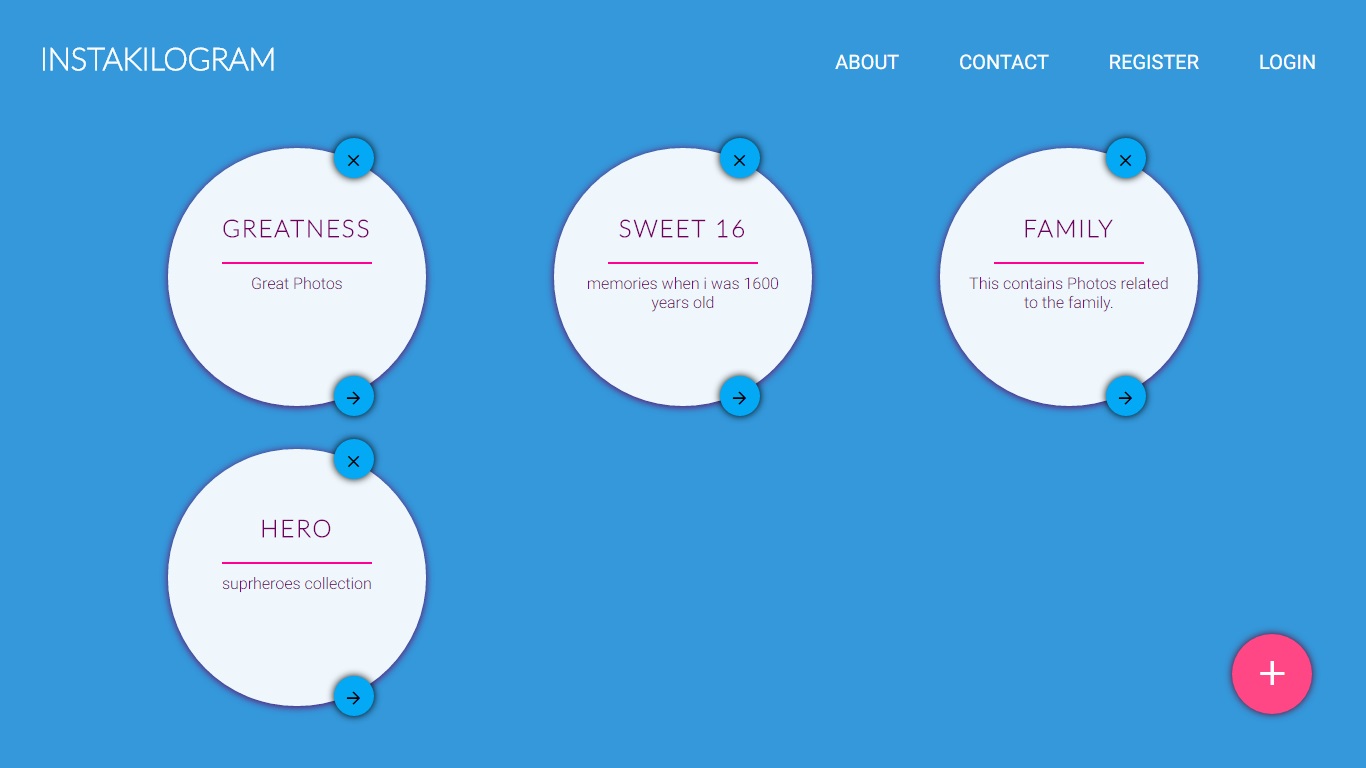 INSTAKILOGRAM
ABOUT CONTACT REGISTER LOGIN
GREATNESS
Great Photos
SWEET 16
memories when i was 1600
years old
FAMILY
This contains Photos related
to the family.
HERO
suprheroes collection